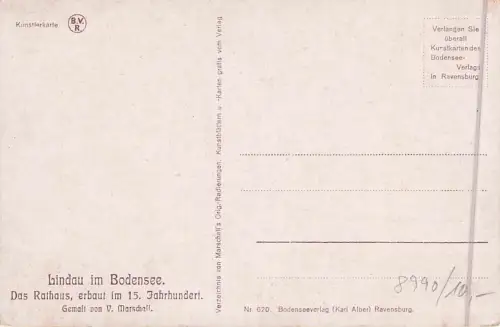 Künstlerkarte B.V.R.
Verlangen Sie
überall
Kunstkarten des
Bodensee-
Verlags
in Ravensburg.
Verzeichnis von Marschall's Orig.-Radierungen, Kunstblättern u. -Karten gratis vom Verlag
Lindau im Bodensee.
Das Rathaus, erbaut im 15. Jahrhundert.
Gemalt von V. Marschall.
Nr. 670. Bodenseeverlag (Karl Alber) Ravensburg.
8990/10,-